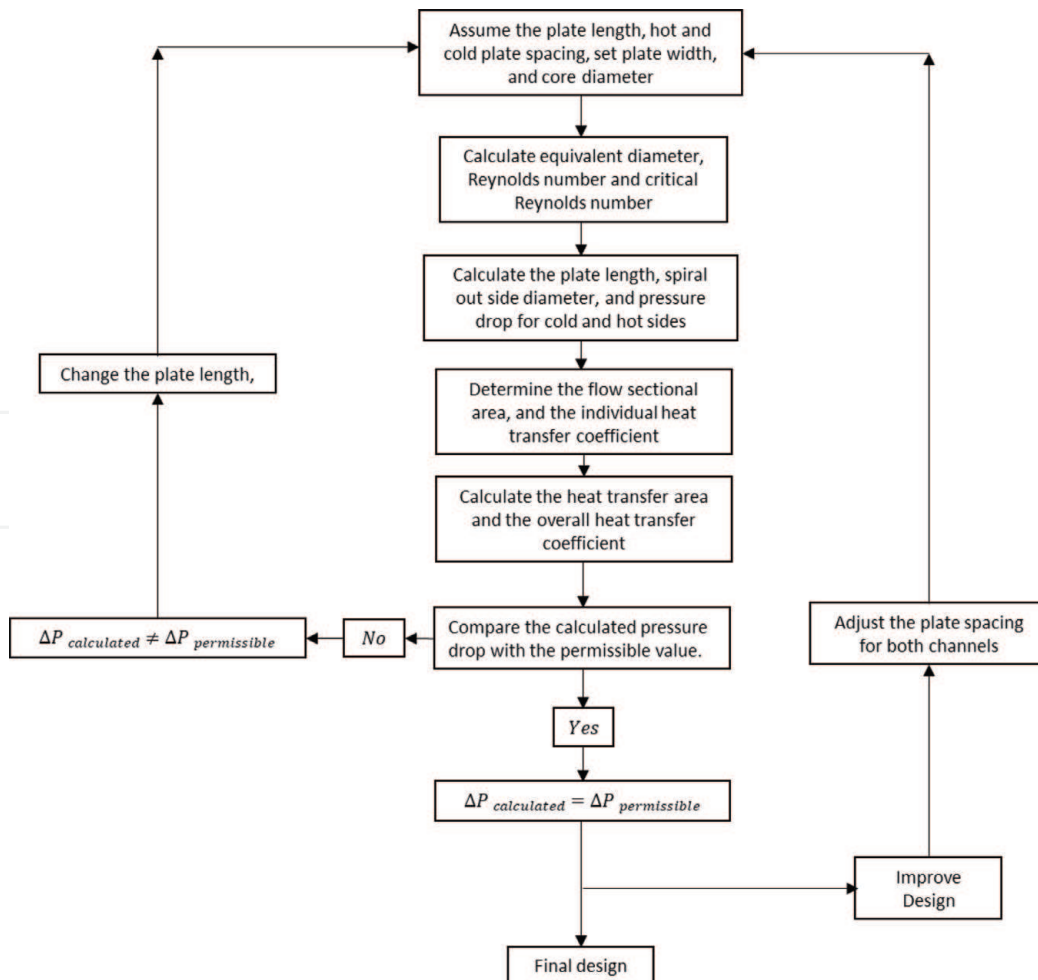 Assume the plate length, hot and
cold plate spacing, set plate width,
and core diameter
Calculate equivalent diameter,
Reynolds number and critical
Reynolds number
Calculate the plate length, spiral
out side diameter, and pressure
drop for cold and hot sides
Change the plate length,
Determine the flow sectional
area, and the individual heat
transfer coefficient
Calculate the heat transfer area
and the overall heat transfer
coefficient
ΔP calculated ≠ ΔP permissible
No
Compare the calculated pressure
drop with the permissible value.
Adjust the plate spacing
for both channels
Yes
ΔP calculated = ΔP permissible
Improve
Design
Final design